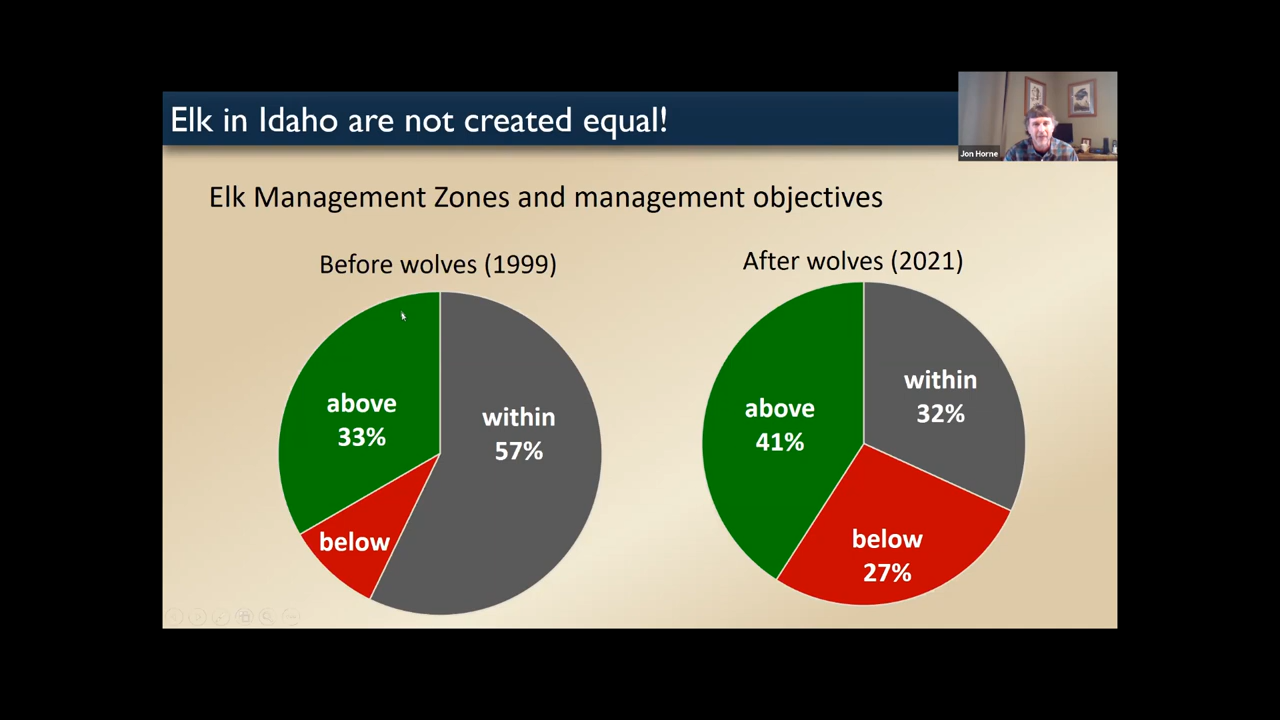 Elk in Idaho are not created equal!
Jon Horne
Elk Management Zones and management objectives
Before wolves (1999)
After wolves (2021)
above
33%
within
57%
below
above
41%
within
32%
below
27%